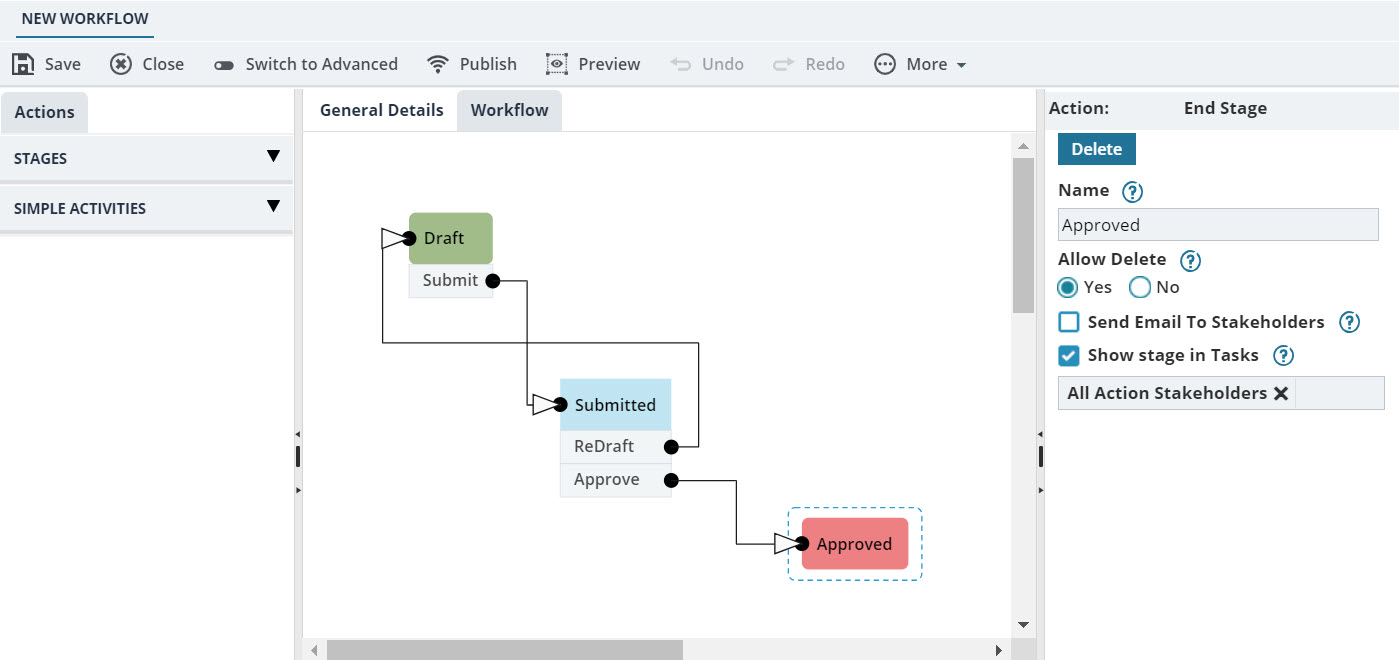 NEW WORKFLOW
Save Close Switch to Advanced Publish Preview Undo Redo More
Actions
STAGES
SIMPLE ACTIVITIES
General Details Workflow
Draft
Submit
Submitted
ReDraft
Approve
Approved
Action: End Stage
Delete
Name ?
Approved
Allow Delete ?
Yes No
Send Email To Stakeholders ?
Show stage in Tasks ?
All Action Stakeholders